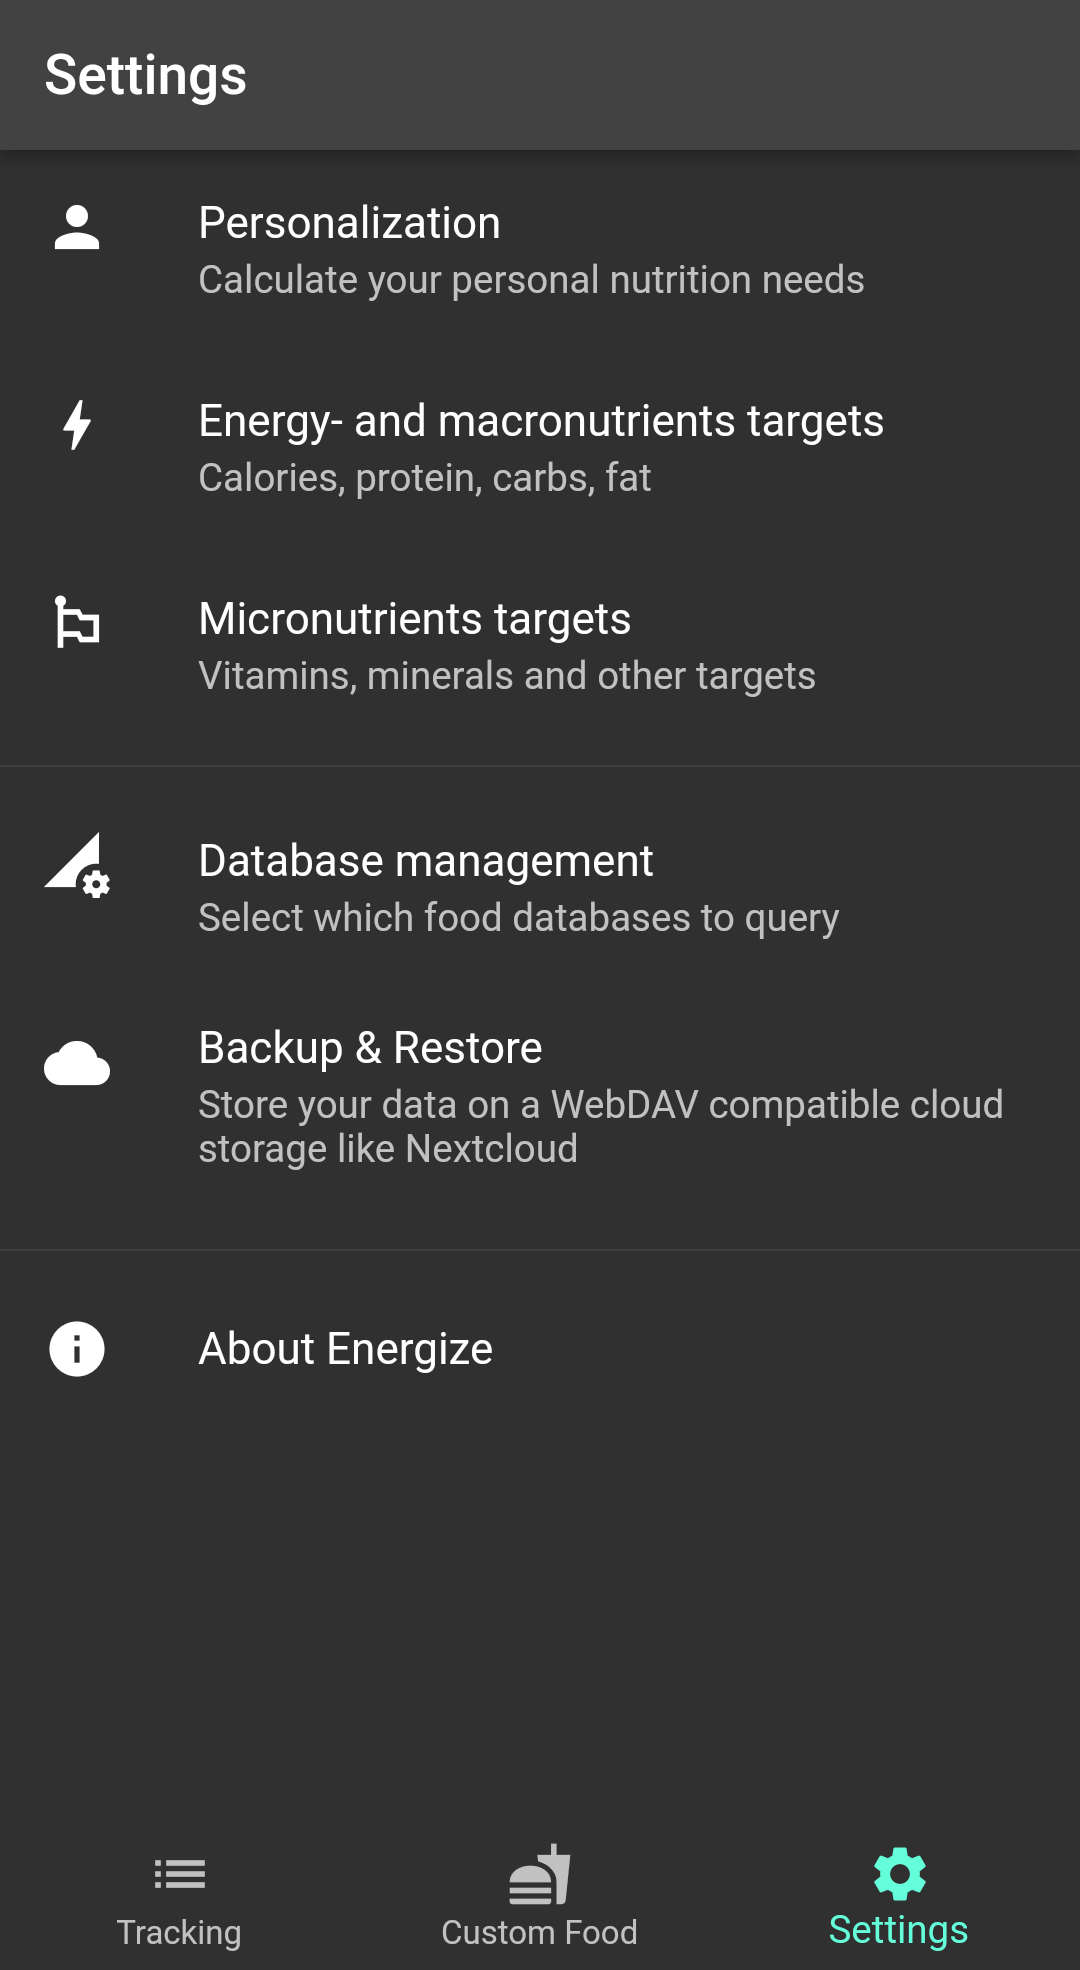 Settings
Personalization
Calculate your personal nutrition needs
Energy- and macronutrients targets
Calories, protein, carbs, fat
Micronutrients targets
Vitamins, minerals and other targets
Database management
Select which food databases to query
Backup & Restore
Store your data on a WebDAV compatible cloud
storage like Nextcloud
About Energize
Tracking
Custom Food
Settings